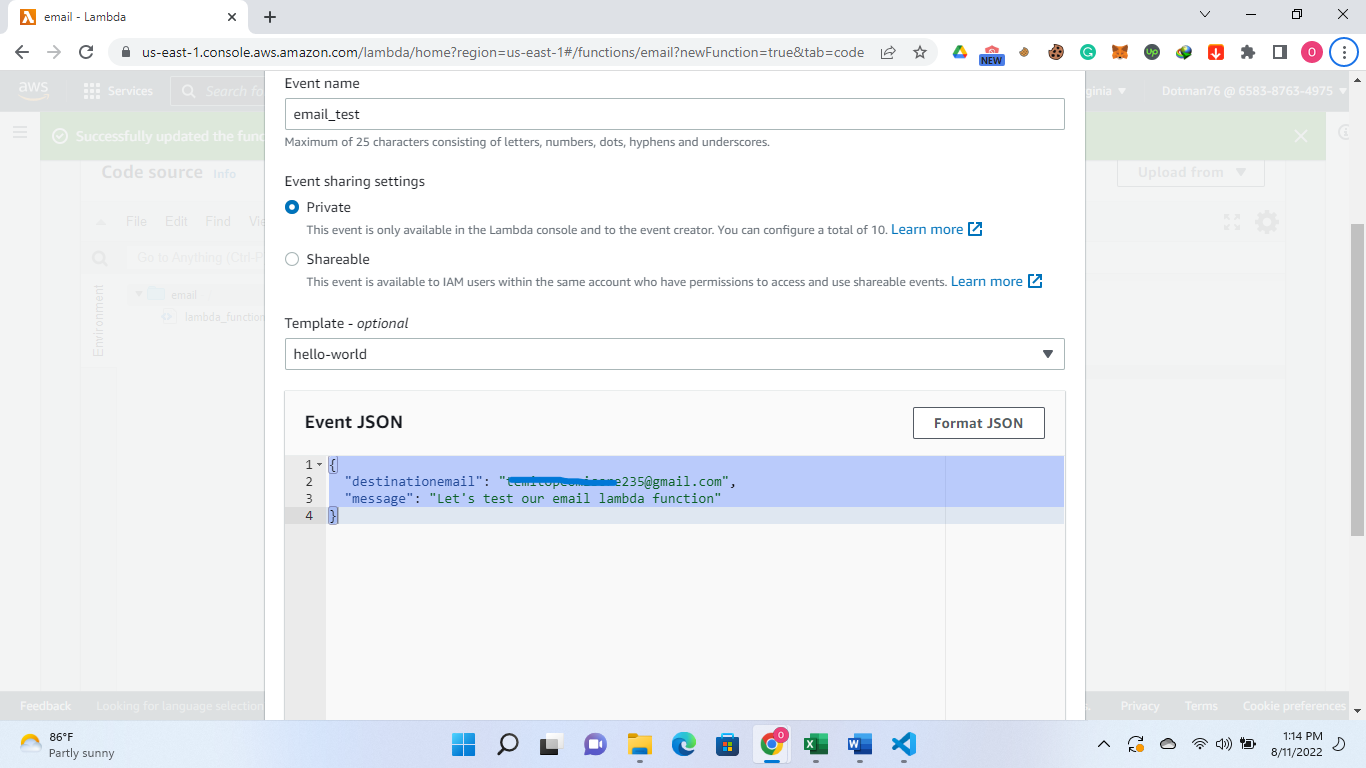 email - Lambda
us-east-1.console.aws.amazon.com/lambda/home?region=us-east-1#/functions/email?newFunction=true&tab=code
NEW
O
aws
Services
Search fo
ginia
Dotman76 @ 6583-8763-4975
Successfully updated the func
Code source Info
Upload from
File Edit Find Vie
Go to Anything (Ctrl-P
Environment
email
lambda_function
Event name
email_test
Maximum of 25 characters consisting of letters, numbers, dots, hyphens and underscores.
Event sharing settings
Private
This event is only available in the Lambda console and to the event creator. You can configure a total of 10. Learn more
Shareable
This event is available to IAM users within the same account who have permissions to access and use shareable events. Learn more
Template - optional
hello-world
Event JSON
Format JSON
1 {
2 "destinationemail": "e235@gmail.com",
3 "message": "Let's test our email lambda function"
4 }
Feedback
Looking for language selection
s.
Privacy
Terms
Cookie preferences
86°F
Partly sunny
0
1:14 PM
8/11/2022